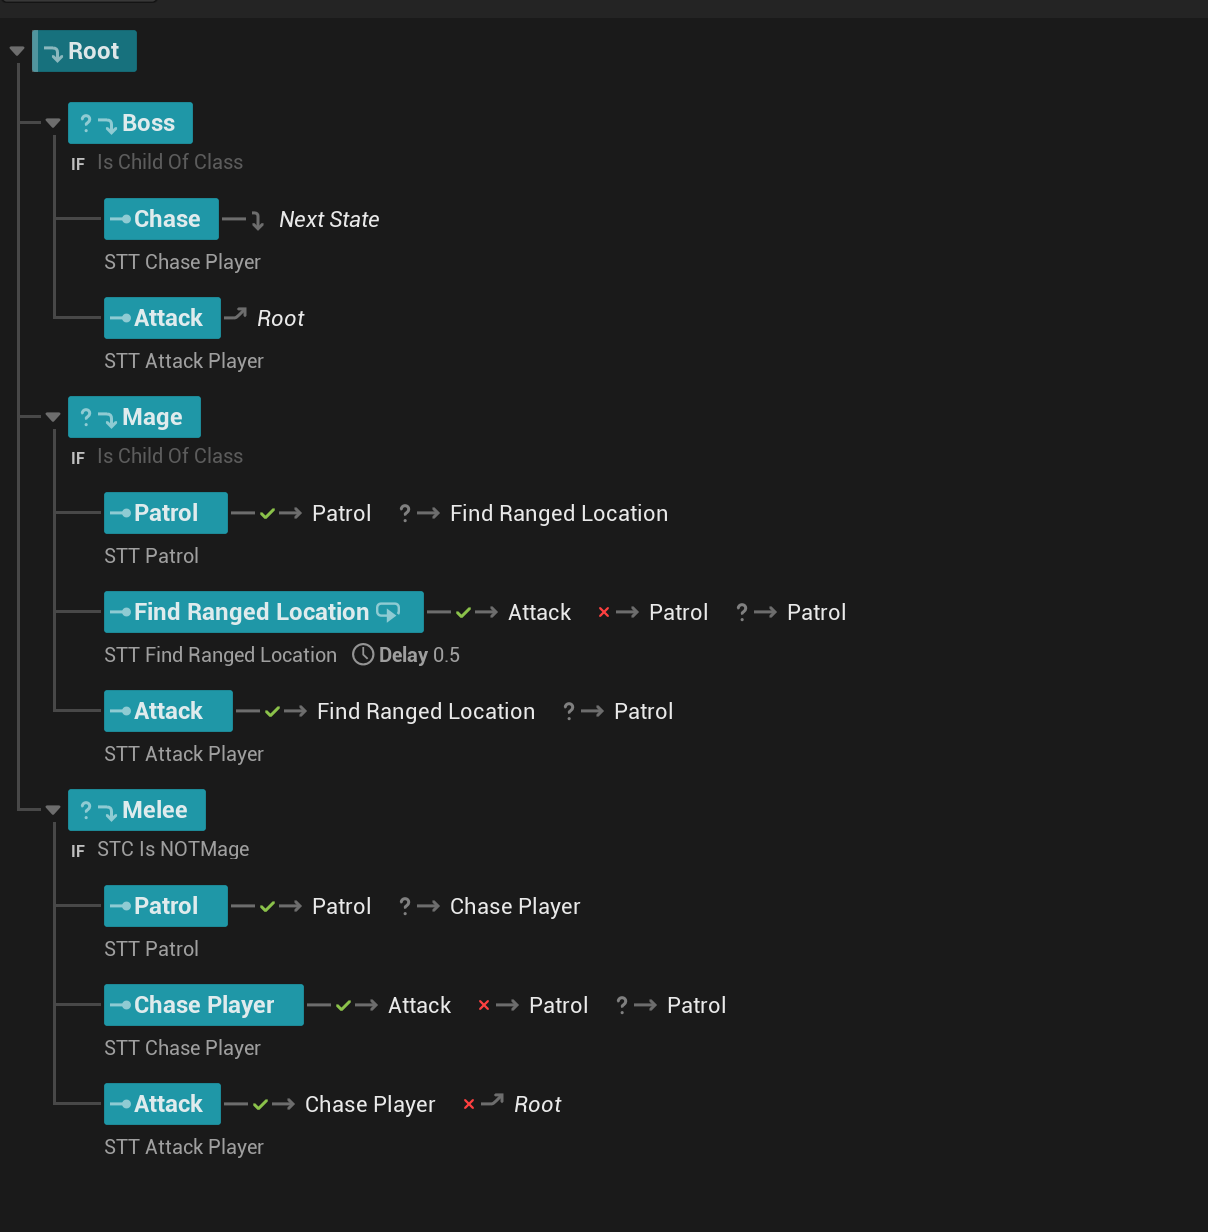 Root
? Boss
IF Is Child Of Class
Chase Next State
STT Chase Player
Attack Root
STT Attack Player
? Mage
IF Is Child Of Class
Patrol Patrol ? Find Ranged Location
STT Patrol
Find Ranged Location Attack Patrol ? Patrol
STT Find Ranged Location Delay 0.5
Attack Find Ranged Location ? Patrol
STT Attack Player
? Melee
IF STC Is NOTMage
Patrol Patrol ? Chase Player
STT Patrol
Chase Player Attack Patrol ? Patrol
STT Chase Player
Attack Chase Player Root
STT Attack Player